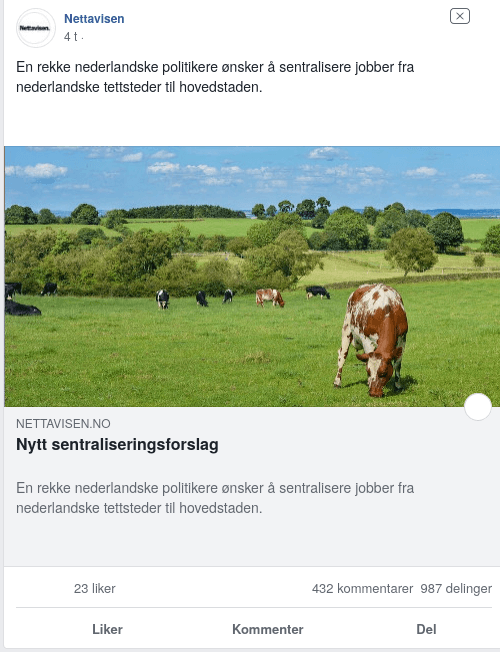 Nettavisen.
Nettavisen
4 t ·
En rekke nederlandske politikere ønsker å sentralisere jobber fra
nederlandske tettsteder til hovedstaden.
NETTAVISEN.NO
Nytt sentraliseringsforslag
En rekke nederlandske politikere ønsker å sentralisere jobber fra
nederlandske tettsteder til hovedstaden.
23 liker 432 kommentarer 987 delinger
Liker Kommenter Del